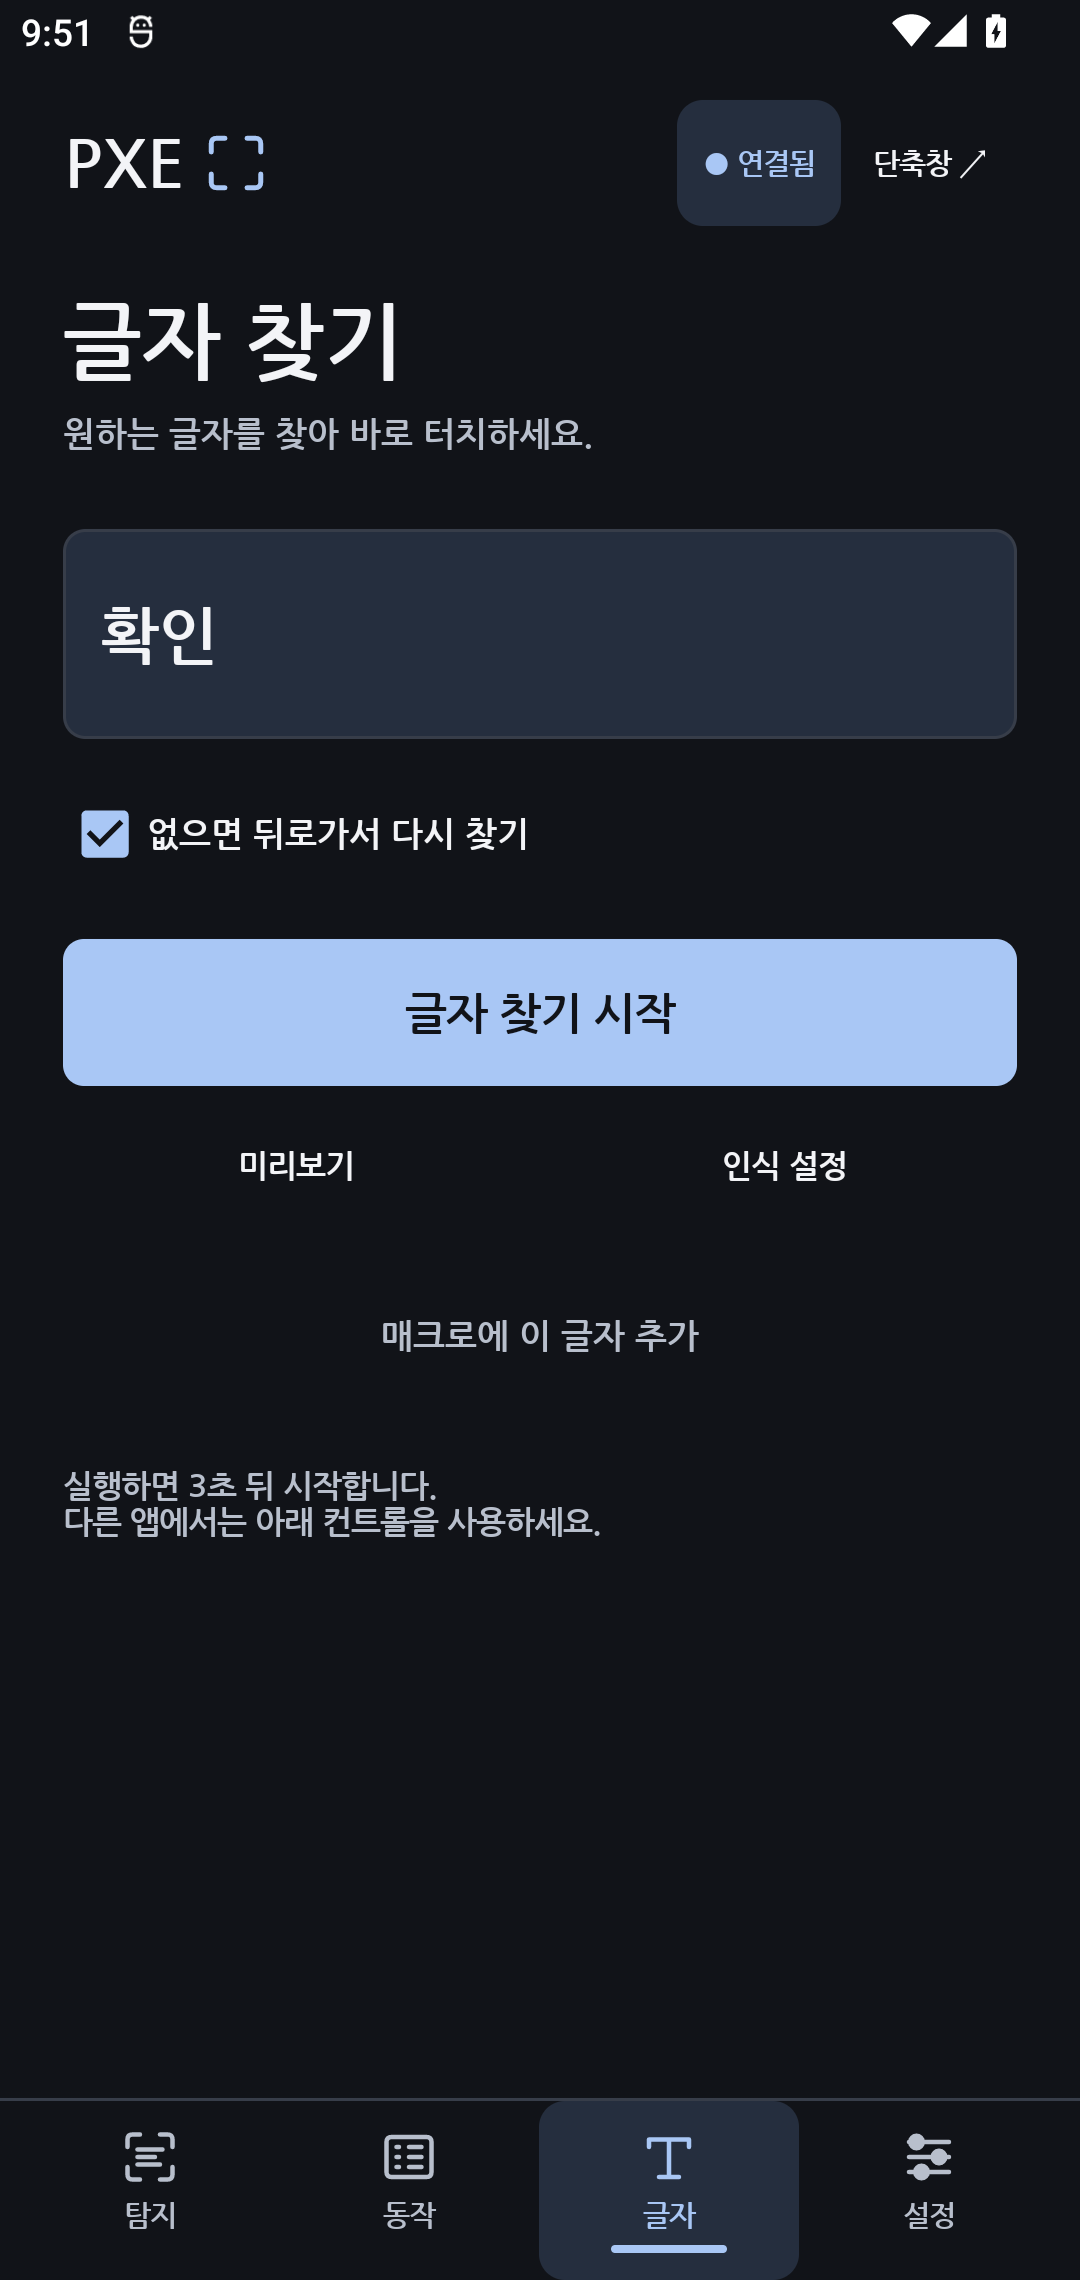 9:51
PXE
연결됨
단축창 ↗
글자 찾기
원하는 글자를 찾아 바로 터치하세요.
확인
없으면 뒤로가서 다시 찾기
글자 찾기 시작
미리보기
인식 설정
매크로에 이 글자 추가
실행하면 3초 뒤 시작합니다.
다른 앱에서는 아래 컨트롤을 사용하세요.
탐지
동작
글자
설정